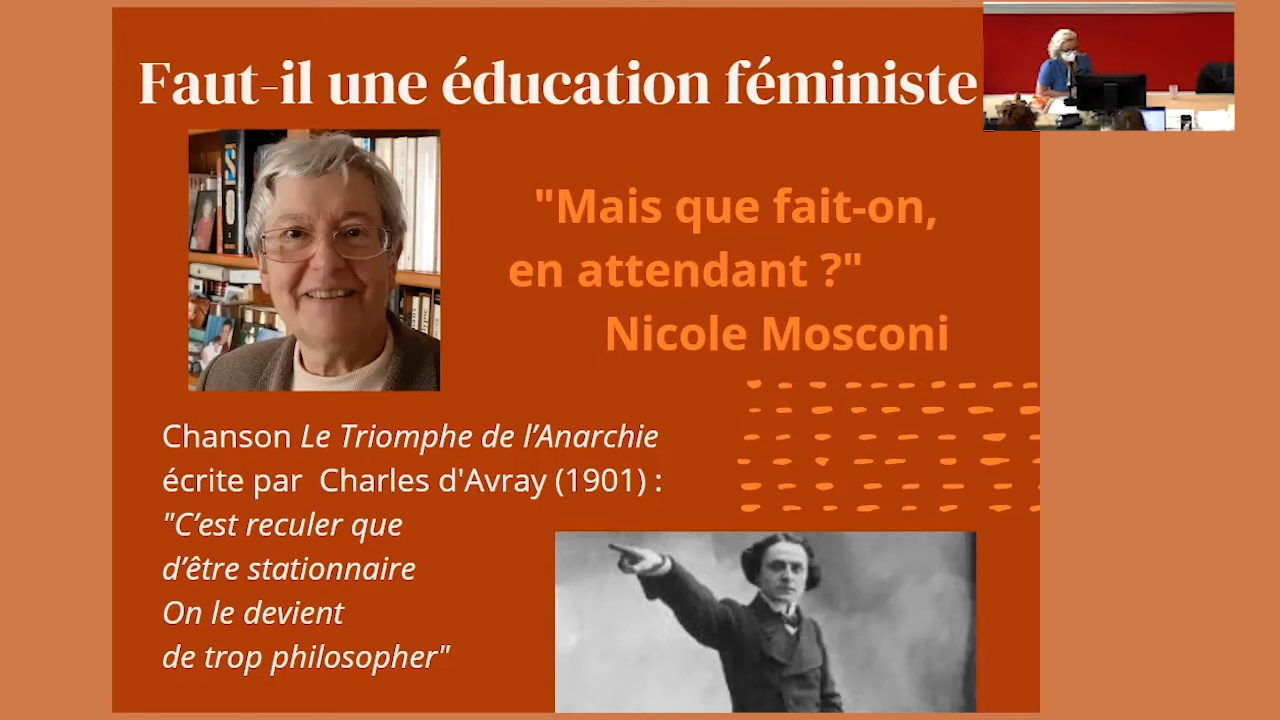 Faut-il une éducation féministe
"Mais que fait-on,
en attendant ?"
Nicole Mosconi
Chanson Le Triomphe de l’Anarchie
écrite par  Charles d'Avray (1901) :
"C’est reculer que
d’être stationnaire
On le devient
de trop philosopher"